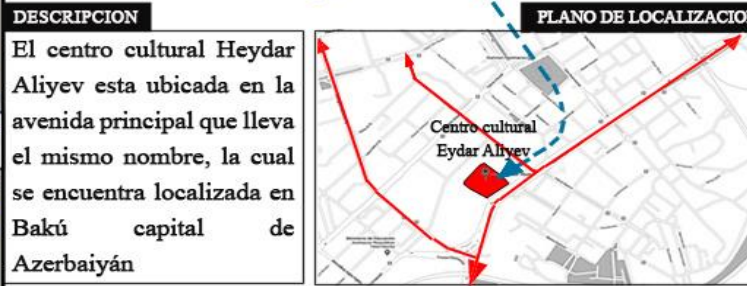 DESCRIPCION
El centro cultural Heydar
Aliyev esta ubicada en la
avenida principal que lleva
el mismo nombre, la cual
se encuentra localizada en
Bakú capital de
Azerbaiyán
PLANO DE LOCALIZACIO
Centro cultural
Eydar Aliyev